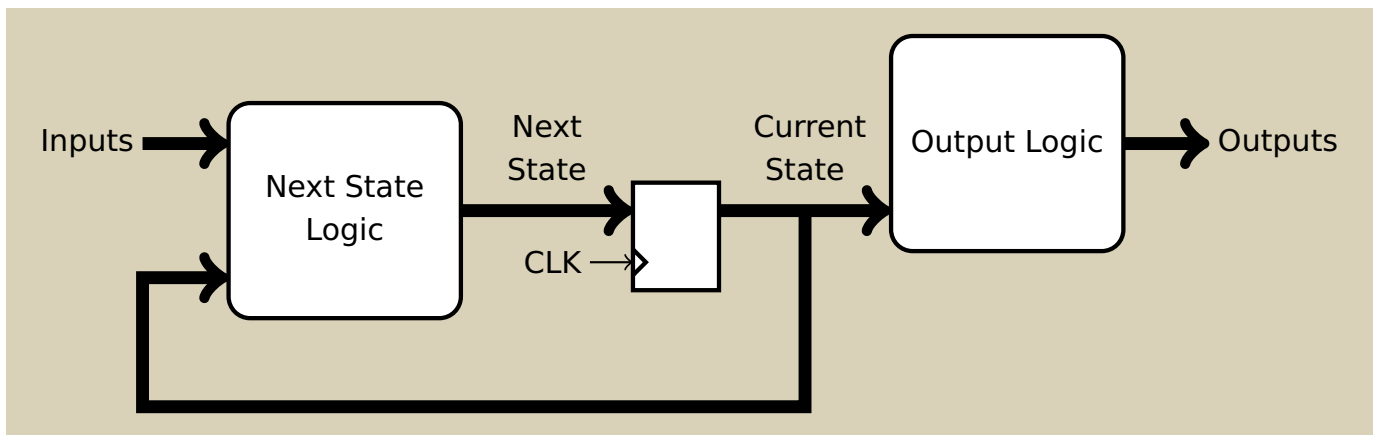 Inputs
Next State
Logic
Next
State
CLK
Current
State
Output Logic
Outputs